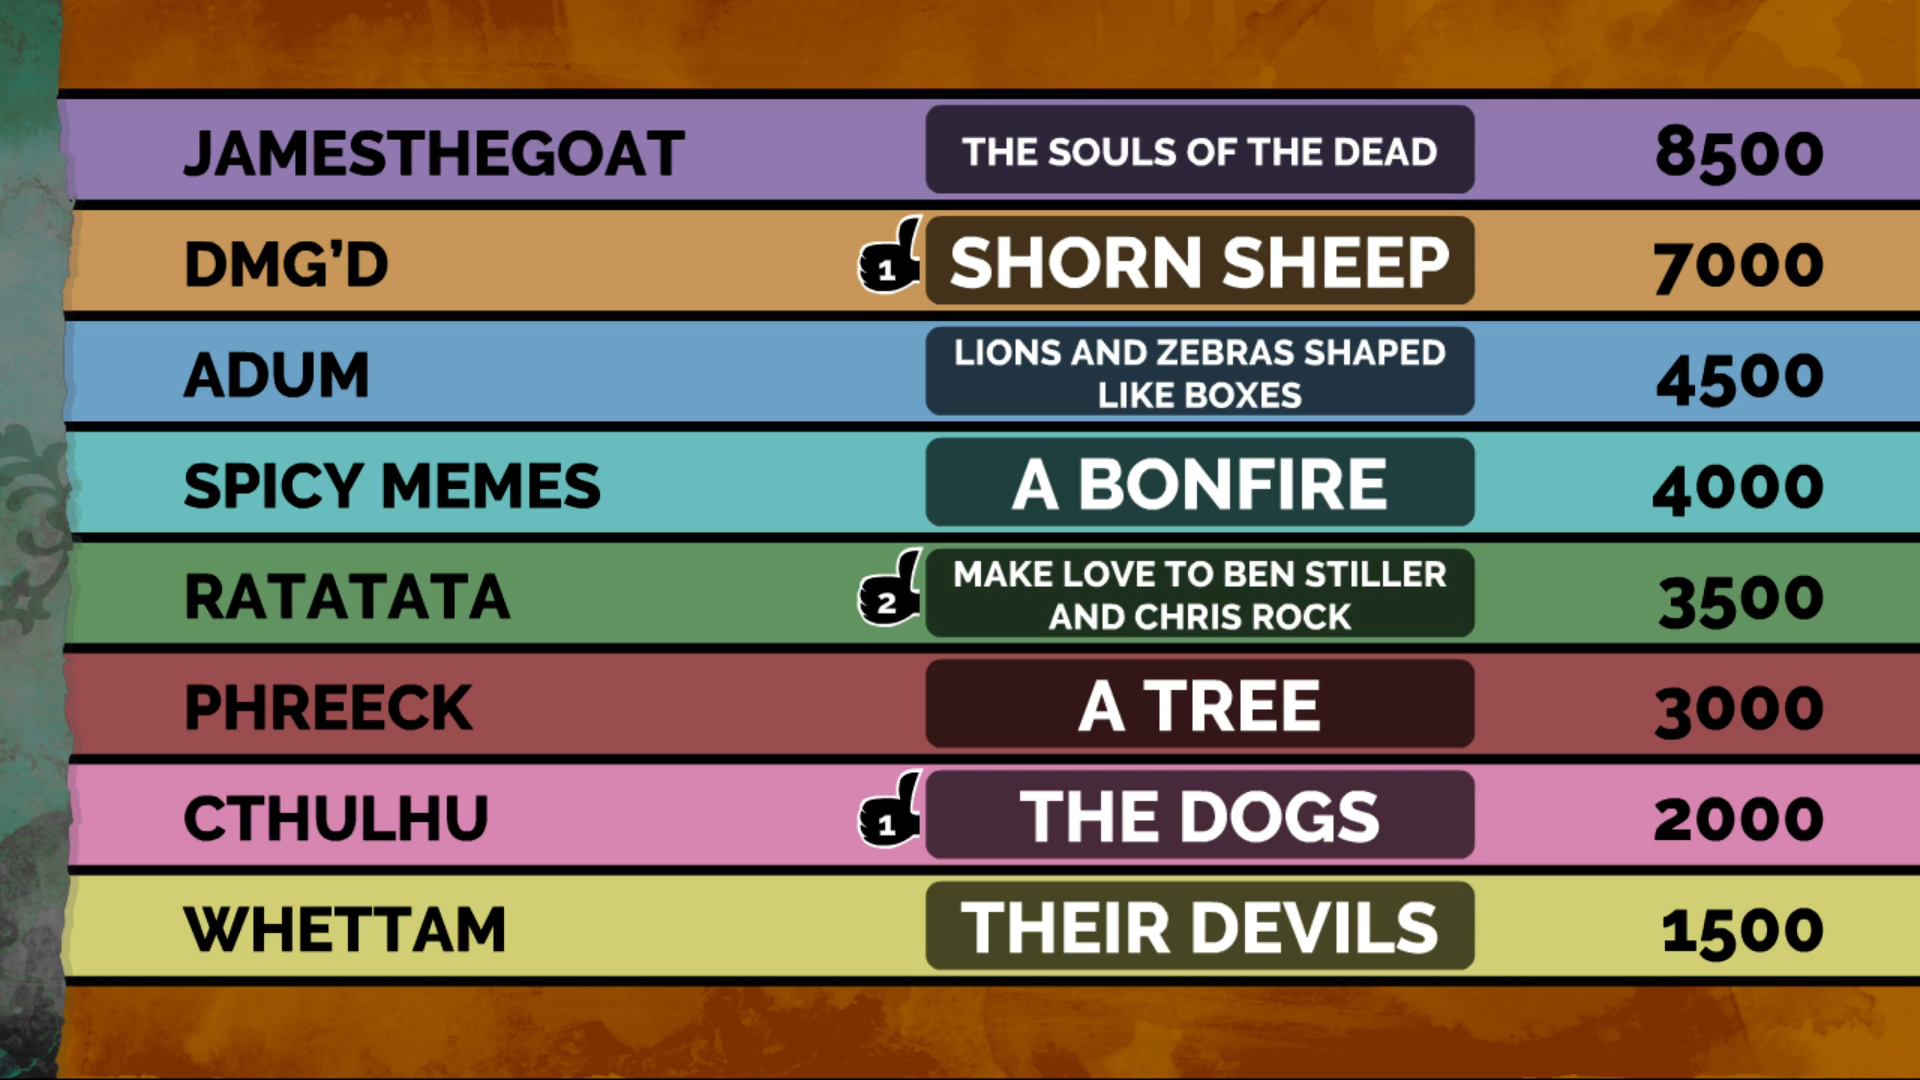 JAMESTHEGOAT THE SOULS OF THE DEAD 8500
DMG'D 1 SHORN SHEEP 7000
ADUM LIONS AND ZEBRAS SHAPED LIKE BOXES 4500
SPICY MEMES A BONFIRE 4000
RATATATA 2 MAKE LOVE TO BEN STILLER AND CHRIS ROCK 3500
PHREECK A TREE 3000
CTHULHU 1 THE DOGS 2000
WHETTAM THEIR DEVILS 1500